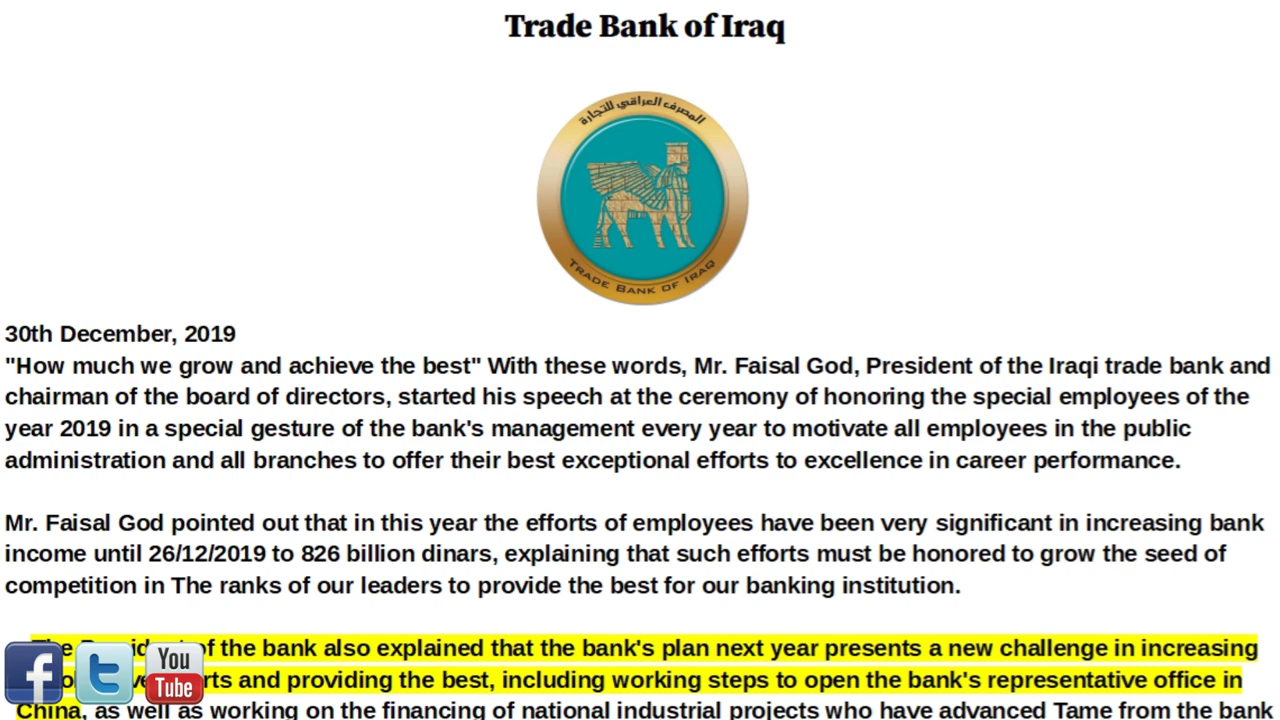 Trade Bank of Iraq
المصرف العراقي للتجارة
TRADE BANK OF IRAQ
30th December, 2019
"How much we grow and achieve the best" With these words, Mr. Faisal God, President of the Iraqi trade bank and
chairman of the board of directors, started his speech at the ceremony of honoring the special employees of the
year 2019 in a special gesture of the bank's management every year to motivate all employees in the public
administration and all branches to offer their best exceptional efforts to excellence in career performance.
Mr. Faisal God pointed out that in this year the efforts of employees have been very significant in increasing bank
income until 26/12/2019 to 826 billion dinars, explaining that such efforts must be honored to grow the seed of
competition in The ranks of our leaders to provide the best for our banking institution.
The President of the bank also explained that the bank's plan next year presents a new challenge in increasing
and providing the best, including working steps to open the bank's representative office in
China, as well as working on the financing of national industrial projects who have advanced Tame from the bank
f
t
You
Tube